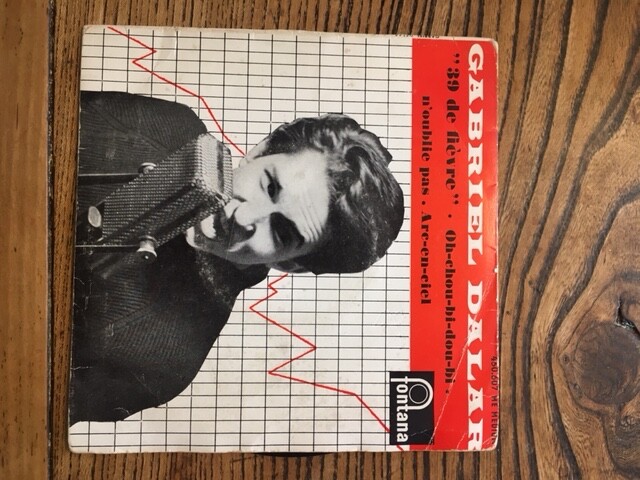 GABRIEL DALAR
"39 de fièvre" . Oh-chou-bi-dou-bi .
n'oublie pas . Arc-en-ciel
fontana